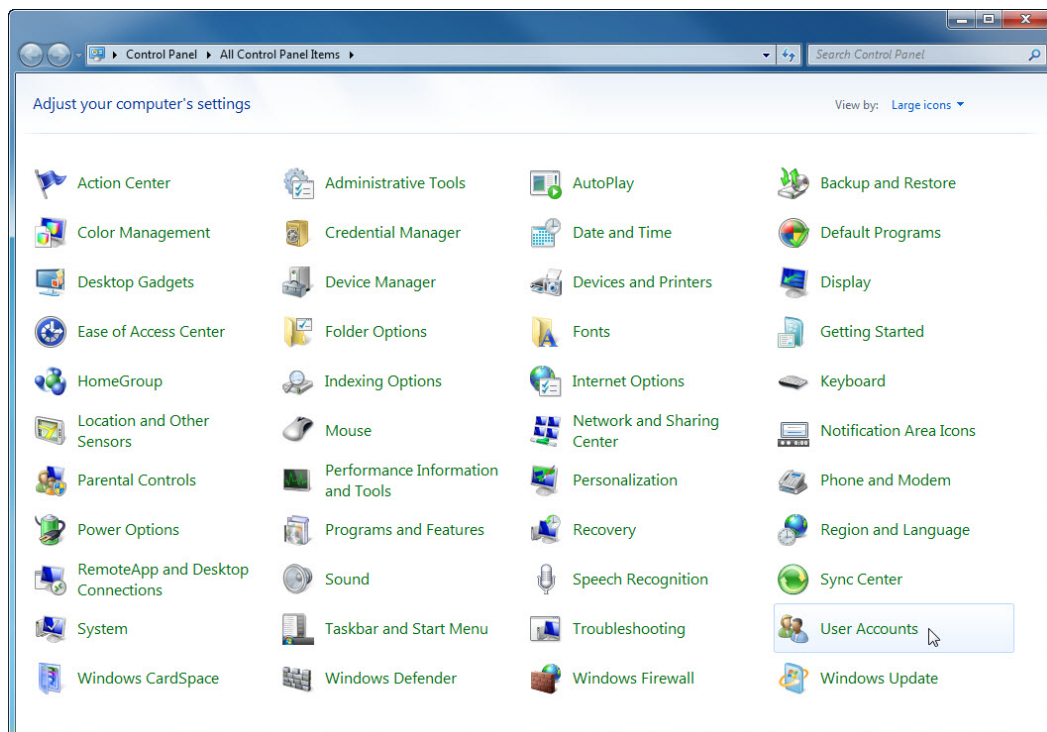 Control Panel ▸ All Control Panel Items ▸
Search Control Panel
Adjust your computer's settings
View by: Large icons
Action Center
Administrative Tools
AutoPlay
Backup and Restore
Color Management
Credential Manager
Date and Time
Default Programs
Desktop Gadgets
Device Manager
Devices and Printers
Display
Ease of Access Center
Folder Options
Fonts
Getting Started
HomeGroup
Indexing Options
Internet Options
Keyboard
Location and Other
Sensors
Mouse
Network and Sharing
Center
Notification Area Icons
Parental Controls
Performance Information
and Tools
Personalization
Phone and Modem
Power Options
Programs and Features
Recovery
Region and Language
RemoteApp and Desktop
Connections
Sound
Speech Recognition
Sync Center
System
Taskbar and Start Menu
Troubleshooting
User Accounts
Windows CardSpace
Windows Defender
Windows Firewall
Windows Update